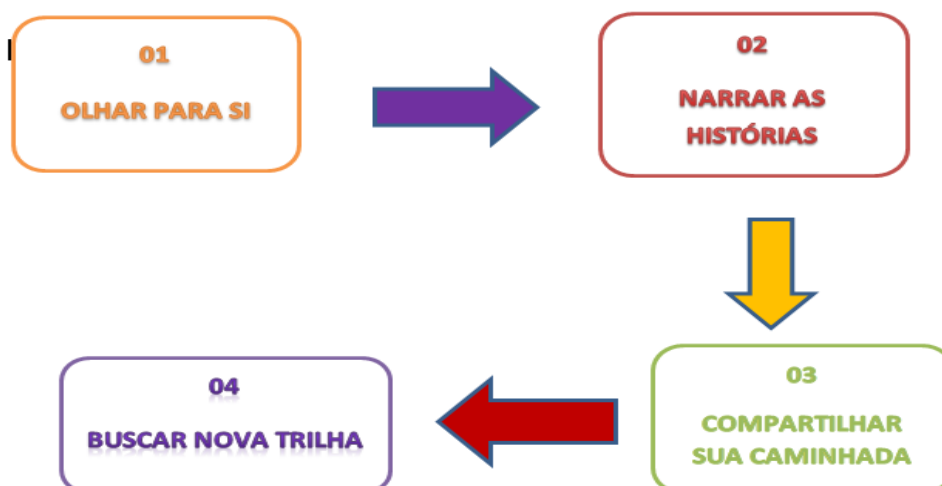 01
OLHAR PARA SI
02
NARRAR AS
HISTÓRIAS
03
COMPARTILHAR
SUA CAMINHADA
04
BUSCAR NOVA TRILHA